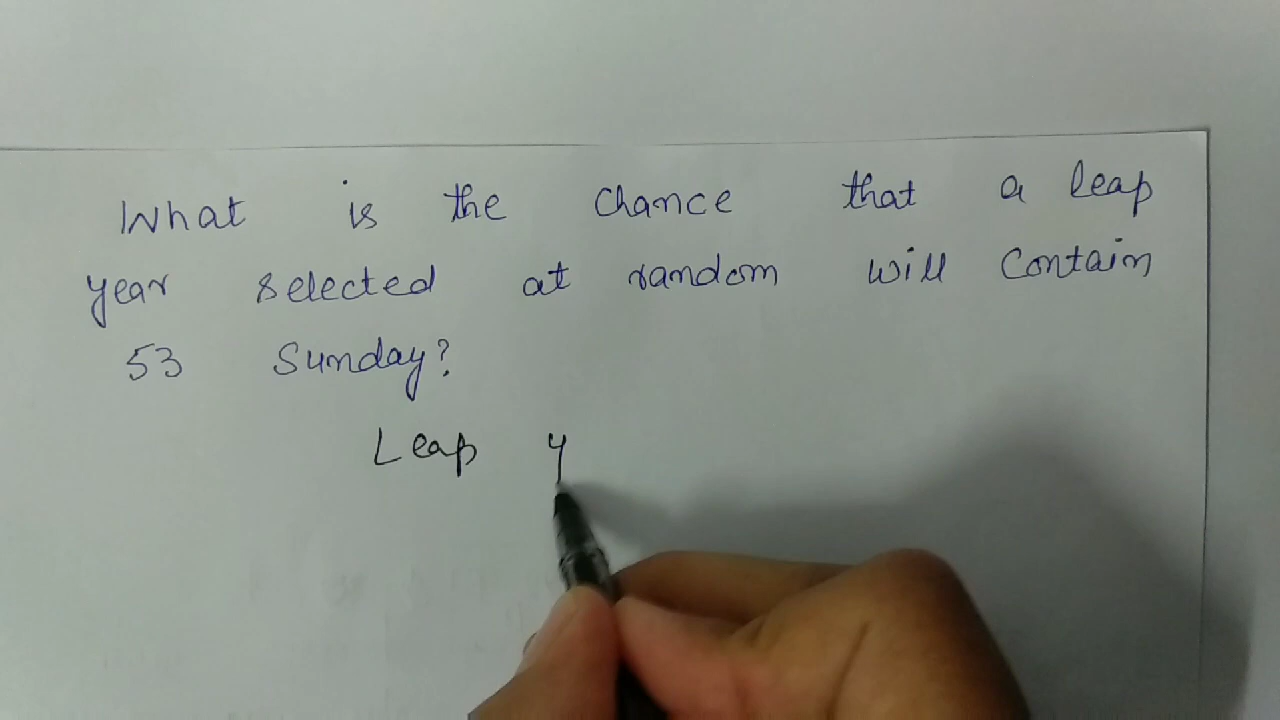 What is the chance that a leap
year selected at random will contain
53 Sunday?
Leap y